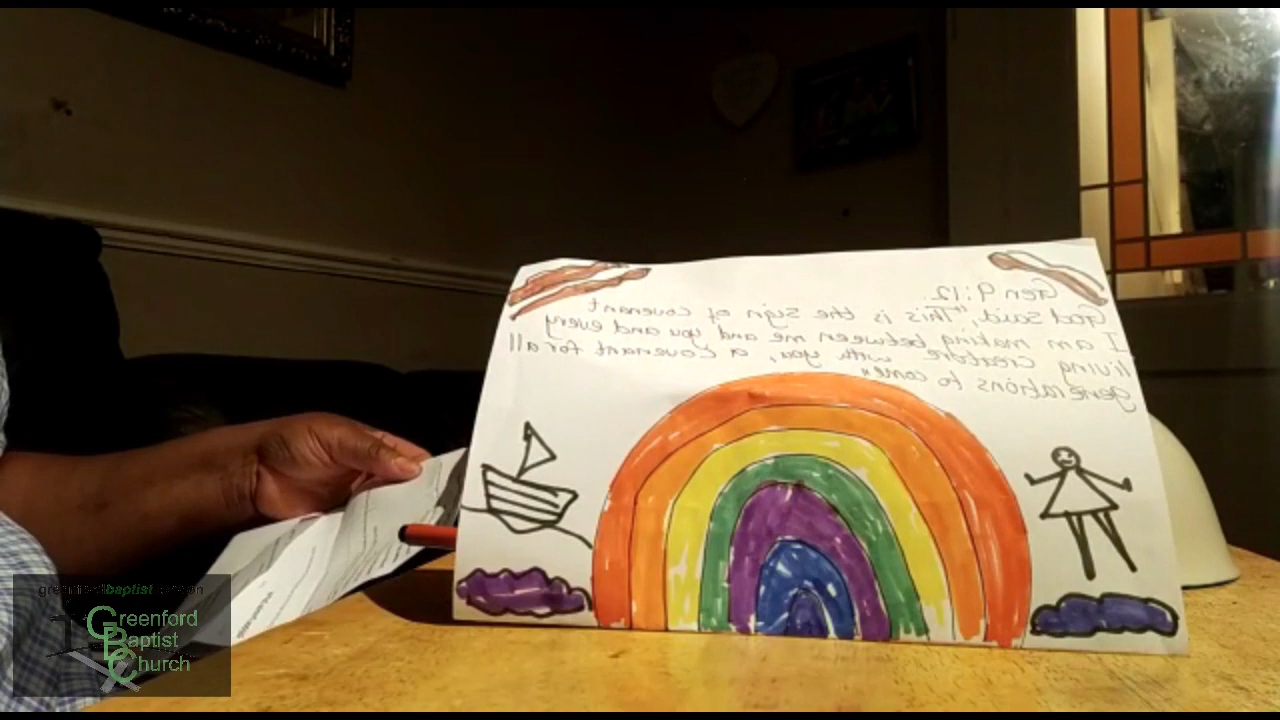 Gen 9:12.
God said, "This is the sign of covenant
I am making between me and you and every
living creature with you, a covenant for all
generations to come"
greenfordbaptist
Greenford
Baptist
Church